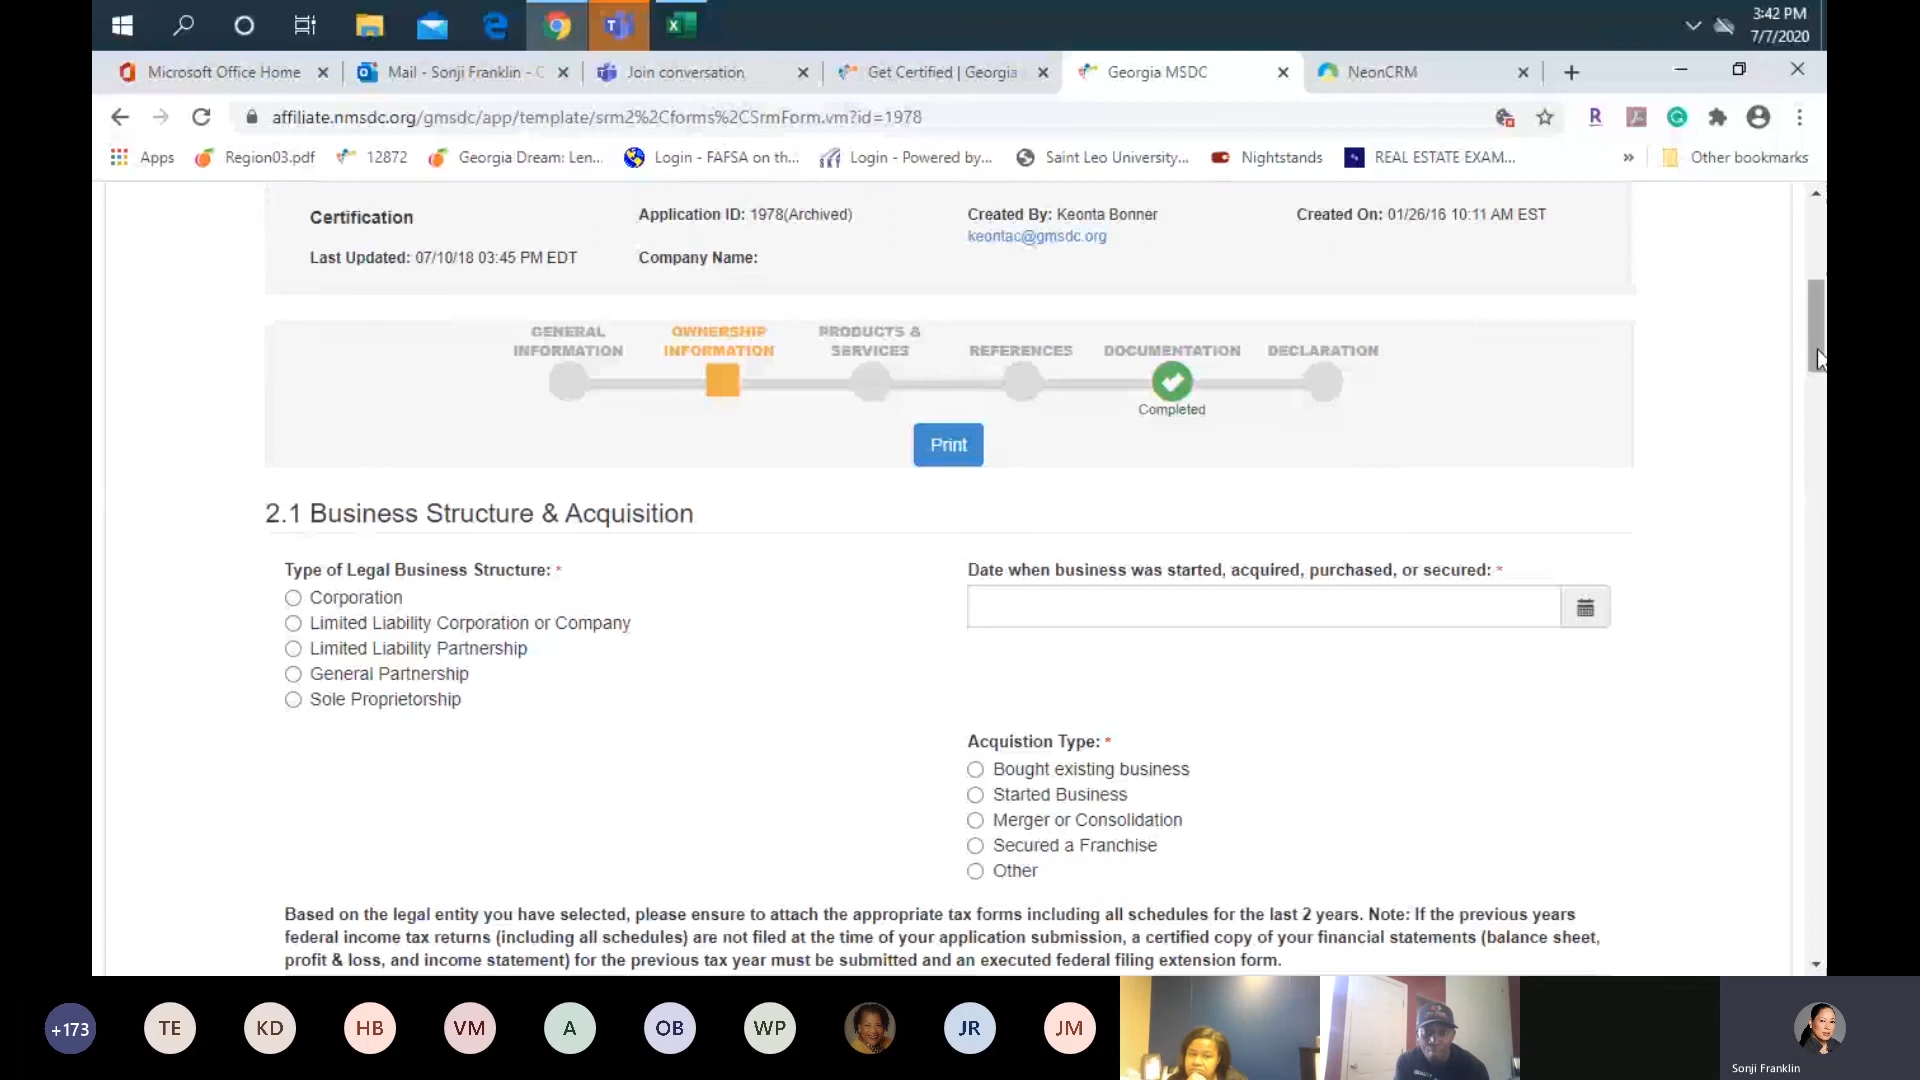 3:42 PM
7/7/2020
Microsoft Office Home
Mail - Sonji Franklin - C
Join conversation
Get Certified | Georgia
Georgia MSDC
NeonCRM
affiliate.nmsdc.org/gmsdc/app/template/srm2%2Cforms%2CSrmForm.vm?id=1978
Apps
Region03.pdf
12872
Georgia Dream: Len...
Login - FAFSA on th...
Login - Powered by...
Saint Leo University...
Nightstands
REAL ESTATE EXAM...
»
Other bookmarks
Certification
Application ID: 1978(Archived)
Created By: Keonta Bonner
keontac@gmsdc.org
Created On: 01/26/16 10:11 AM EST
Last Updated: 07/10/18 03:45 PM EDT
Company Name:
GENERAL
INFORMATION
OWNERSHIP
INFORMATION
PRODUCTS &
SERVICES
REFERENCES
DOCUMENTATION
DECLARATION
Completed
Print
2.1 Business Structure & Acquisition
Type of Legal Business Structure: *
Corporation
Limited Liability Corporation or Company
Limited Liability Partnership
General Partnership
Sole Proprietorship
Date when business was started, acquired, purchased, or secured: *
Acquistion Type: *
Bought existing business
Started Business
Merger or Consolidation
Secured a Franchise
Other
Based on the legal entity you have selected, please ensure to attach the appropriate tax forms including all schedules for the last 2 years. Note: If the previous years
federal income tax returns (including all schedules) are not filed at the time of your application submission, a certified copy of your financial statements (balance sheet,
profit & loss, and income statement) for the previous tax year must be submitted and an executed federal filing extension form.
+173
TE
KD
HB
VM
A
OB
WP
JR
JM
Sonji Franklin